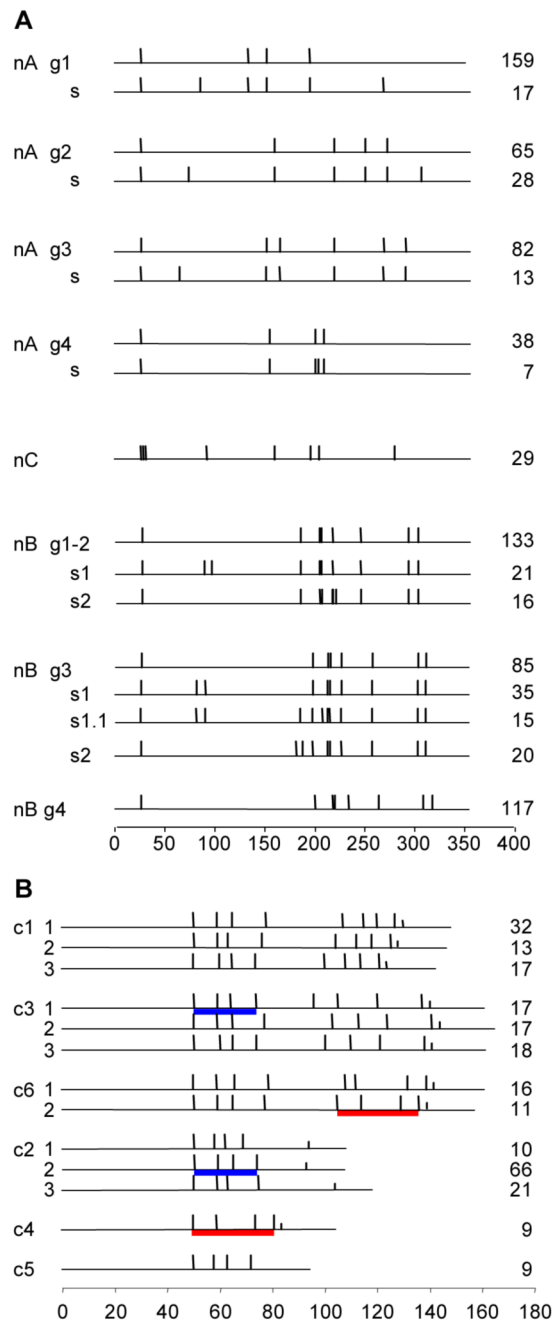 A
nA g1 159
s 17
nA g2 65
s 28
nA g3 82
s 13
nA g4 38
s 7
nC 29
nB g1-2 133
s1 21
s2 16
nB g3 85
s1 35
s1.1 15
s2 20
nB g4 117
0 50 100 150 200 250 300 350 400
B
c1 1 32
2 13
3 17
c3 1 17
2 17
3 18
c6 1 16
2 11
c2 1 10
2 66
3 21
c4 9
c5 9
0 20 40 60 80 100 120 140 160 180